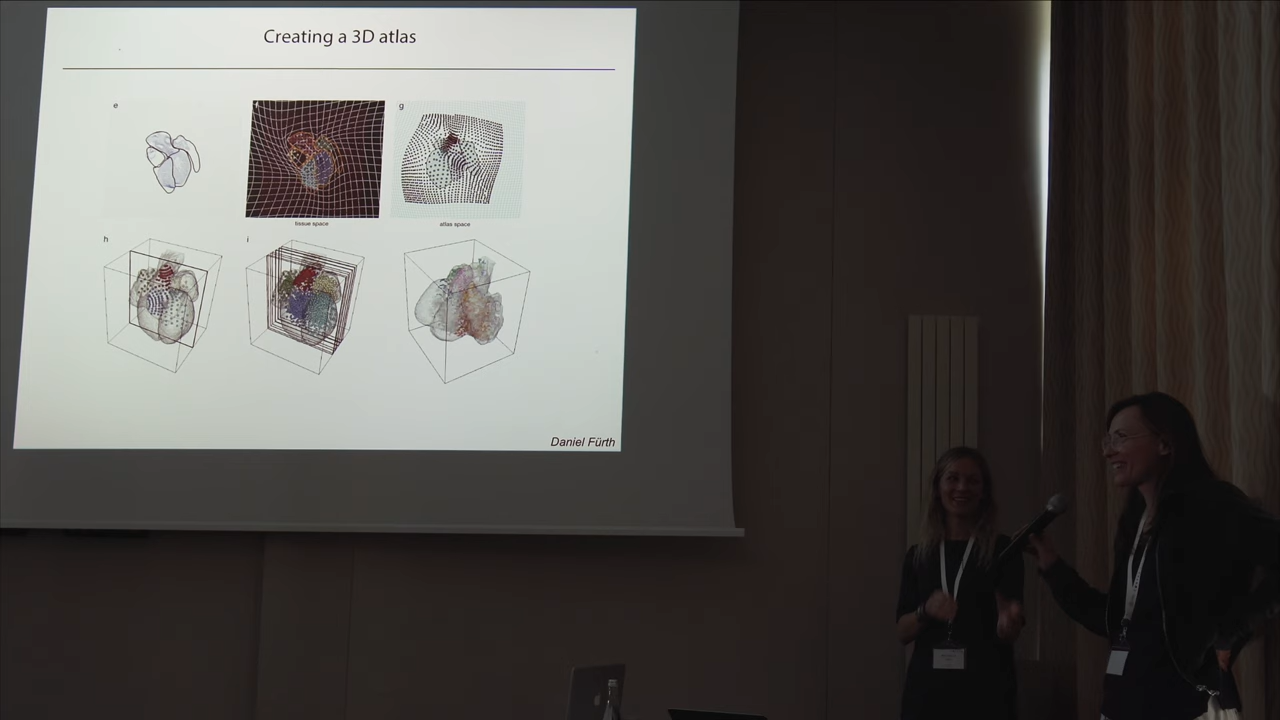 Creating a 3D atlas
e
f
g
tissue space
atlas space
h
i
Daniel Fürth